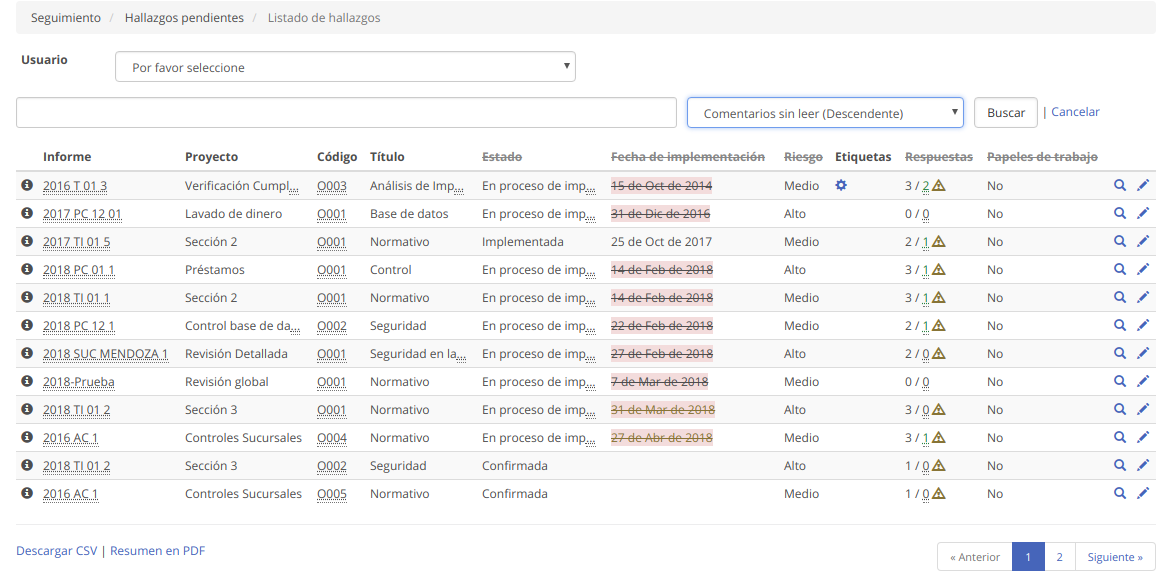 Seguimiento / Hallazgos pendientes / Listado de hallazgos
Usuario Por favor seleccione
Comentarios sin leer (Descendente) Buscar | Cancelar
Informe Proyecto Código Título Estado Fecha de implementación Riesgo Etiquetas Respuestas Papeles de trabajo
2016 T 01 3 Verificación Cumpl... O003 Análisis de Imp... En proceso de imp... 15 de Oct de 2014 Medio 3 / 2 No
2017 PC 12 01 Lavado de dinero O001 Base de datos En proceso de imp... 31 de Dic de 2016 Alto 0 / 0 No
2017 TI 01 5 Sección 2 O001 Normativo Implementada 25 de Oct de 2017 Medio 2 / 1 No
2018 PC 01 1 Préstamos O001 Control En proceso de imp... 14 de Feb de 2018 Alto 3 / 1 No
2018 TI 01 1 Sección 2 O001 Normativo En proceso de imp... 14 de Feb de 2018 Medio 3 / 1 No
2018 PC 12 1 Control base de da... O002 Seguridad En proceso de imp... 22 de Feb de 2018 Medio 2 / 1 No
2018 SUC MENDOZA 1 Revisión Detallada O001 Seguridad en la... En proceso de imp... 27 de Feb de 2018 Alto 2 / 0 No
2018-Prueba Revisión global O001 Normativo En proceso de imp... 7 de Mar de 2018 Medio 0 / 0 No
2018 TI 01 2 Sección 3 O001 Normativo En proceso de imp... 31 de Mar de 2018 Alto 3 / 0 No
2016 AC 1 Controles Sucursales O004 Normativo En proceso de imp... 27 de Abr de 2018 Medio 3 / 1 No
2018 TI 01 2 Sección 3 O002 Seguridad Confirmada Alto 1 / 0 No
2016 AC 1 Controles Sucursales O005 Normativo Confirmada Medio 1 / 0 No
Descargar CSV | Resumen en PDF
« Anterior 1 2 Siguiente »